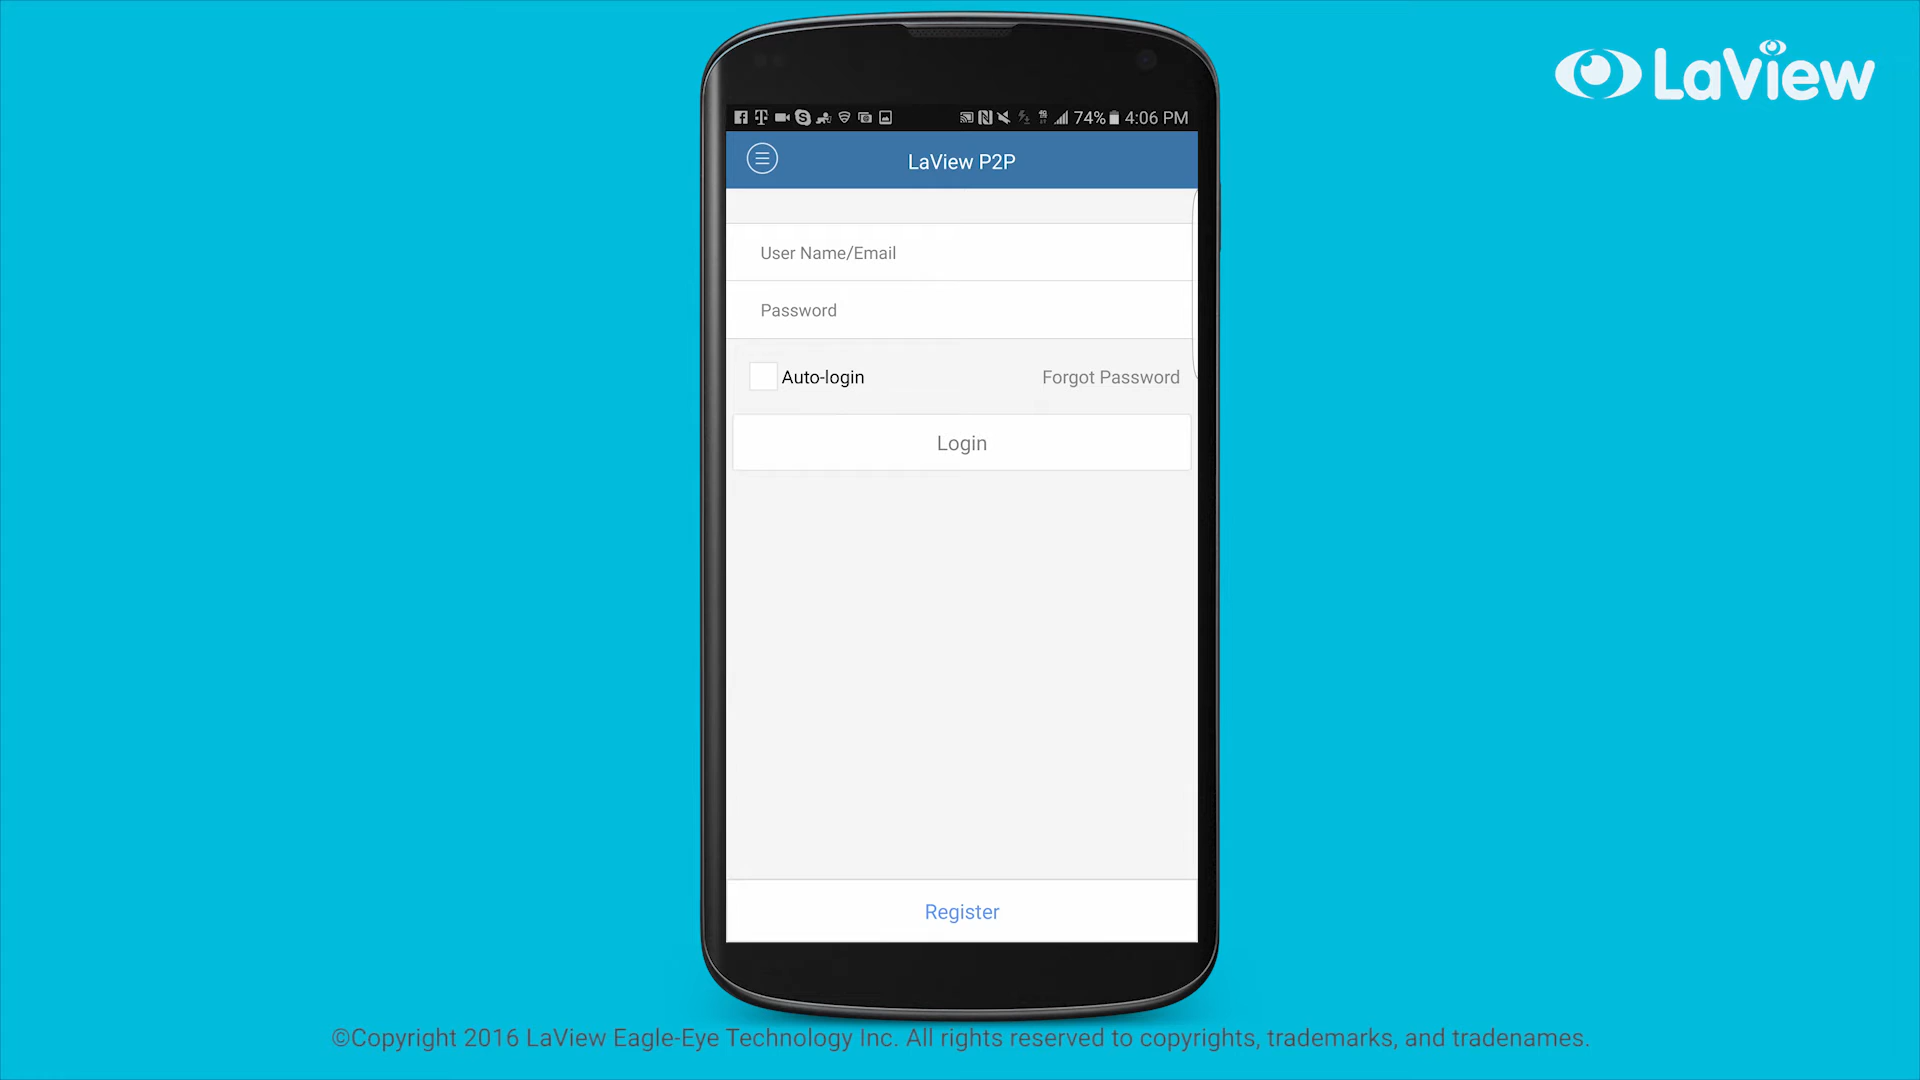 LaView
74% 4:06 PM
LaView P2P
User Name/Email
Password
Auto-login Forgot Password
Login
Register
©Copyright 2016 LaView Eagle-Eye Technology Inc. All rights reserved to copyrights, trademarks, and tradenames.